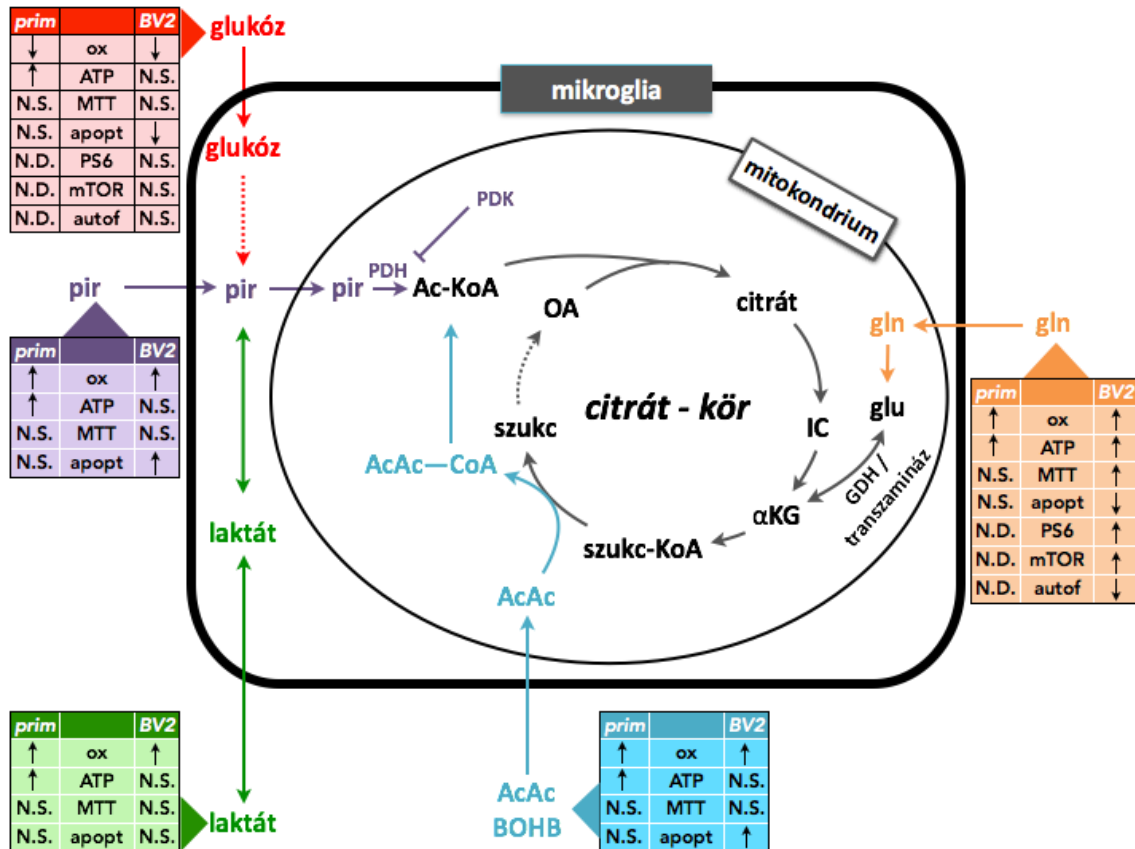 prim BV2
↓ ox ↓
↑ ATP N.S.
N.S. MTT N.S.
N.S. apopt ↓
N.D. PS6 N.S.
N.D. mTOR N.S.
N.D. autof N.S.
glukóz
mikroglia
glukóz
mitokondrium
PDK
pir
pir
pir
PDH
Ac-KoA
OA
citrát
gln
gln
prim BV2
↑ ox ↑
↑ ATP N.S.
N.S. MTT N.S.
N.S. apopt ↑
citrát - kör
szukc
IC
glu
AcAc—CoA
GDH /
transzamináz
αKG
szukc-KoA
prim BV2
↑ ox ↑
↑ ATP ↑
N.S. MTT ↑
N.S. apopt ↓
N.D. PS6 ↑
N.D. mTOR ↑
N.D. autof ↓
laktát
AcAc
prim BV2
↑ ox ↑
↑ ATP N.S.
N.S. MTT N.S.
N.S. apopt N.S.
laktát
AcAc
BOHB
prim BV2
↑ ox ↑
↑ ATP N.S.
N.S. MTT N.S.
N.S. apopt ↑